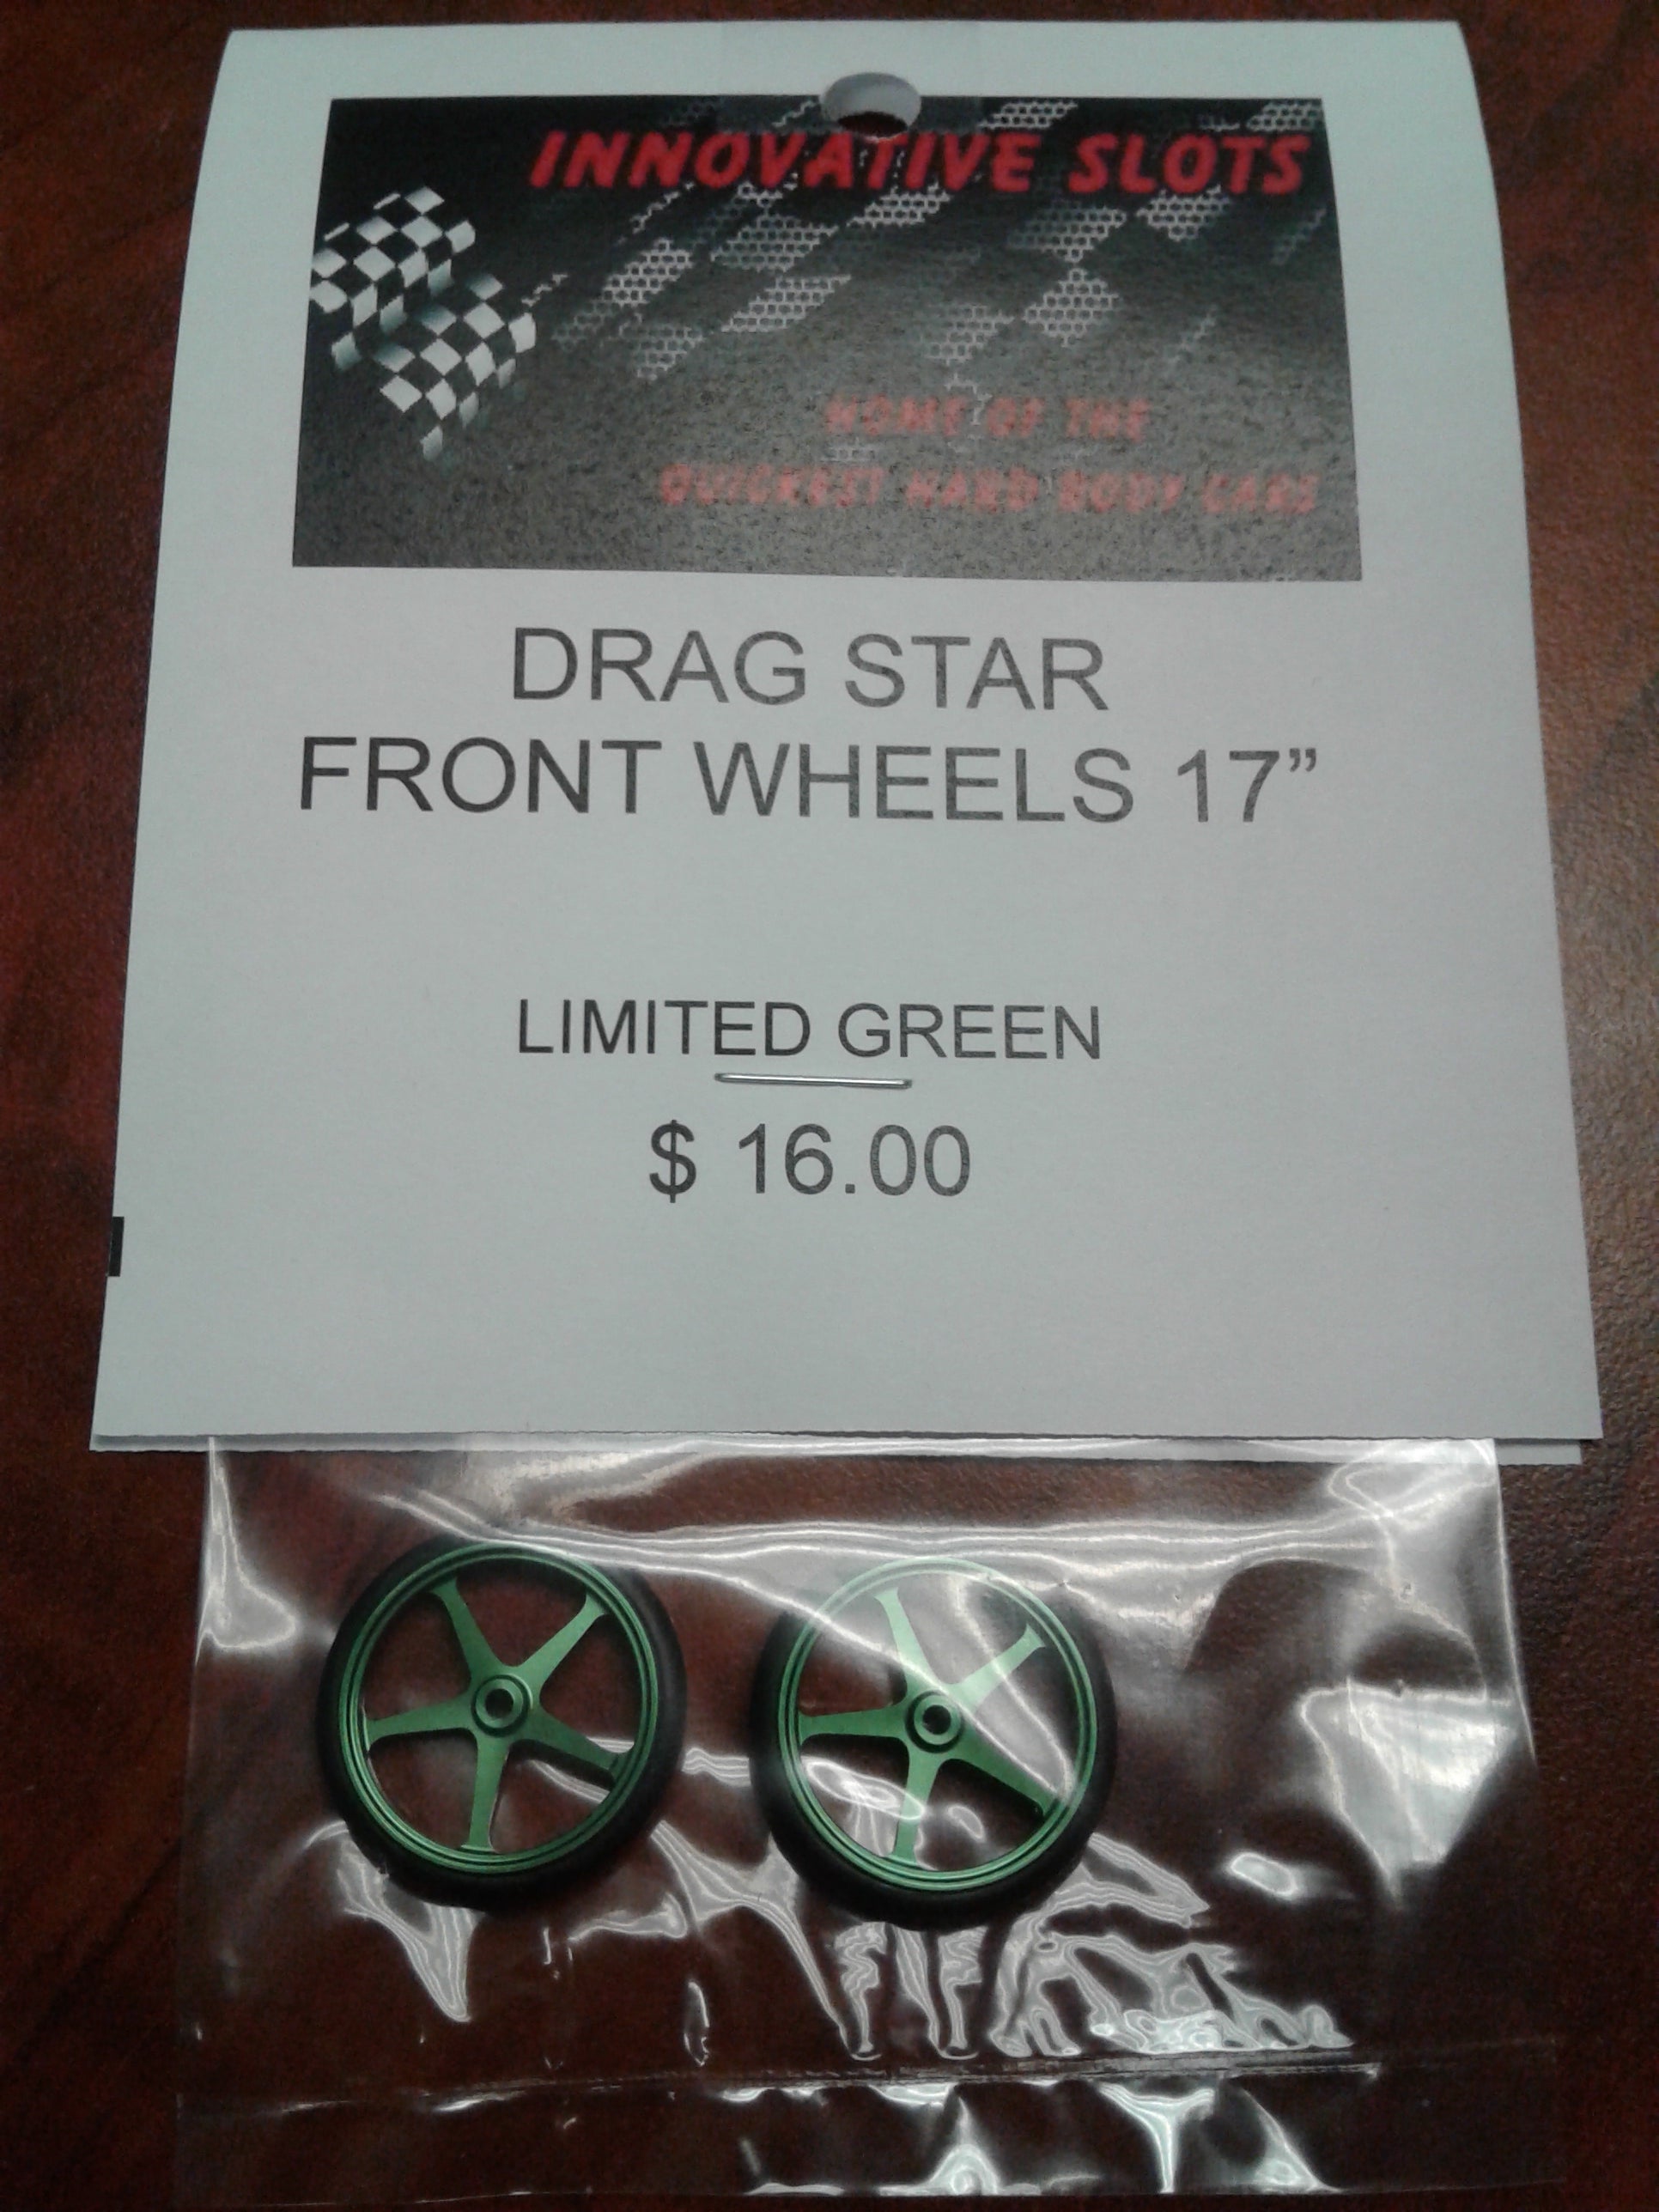 INNOVATIVE SLOTS
HOME OF THE
QUICKEST HARD BODY CARS
DRAG STAR
FRONT WHEELS 17”
LIMITED GREEN
$ 16.00